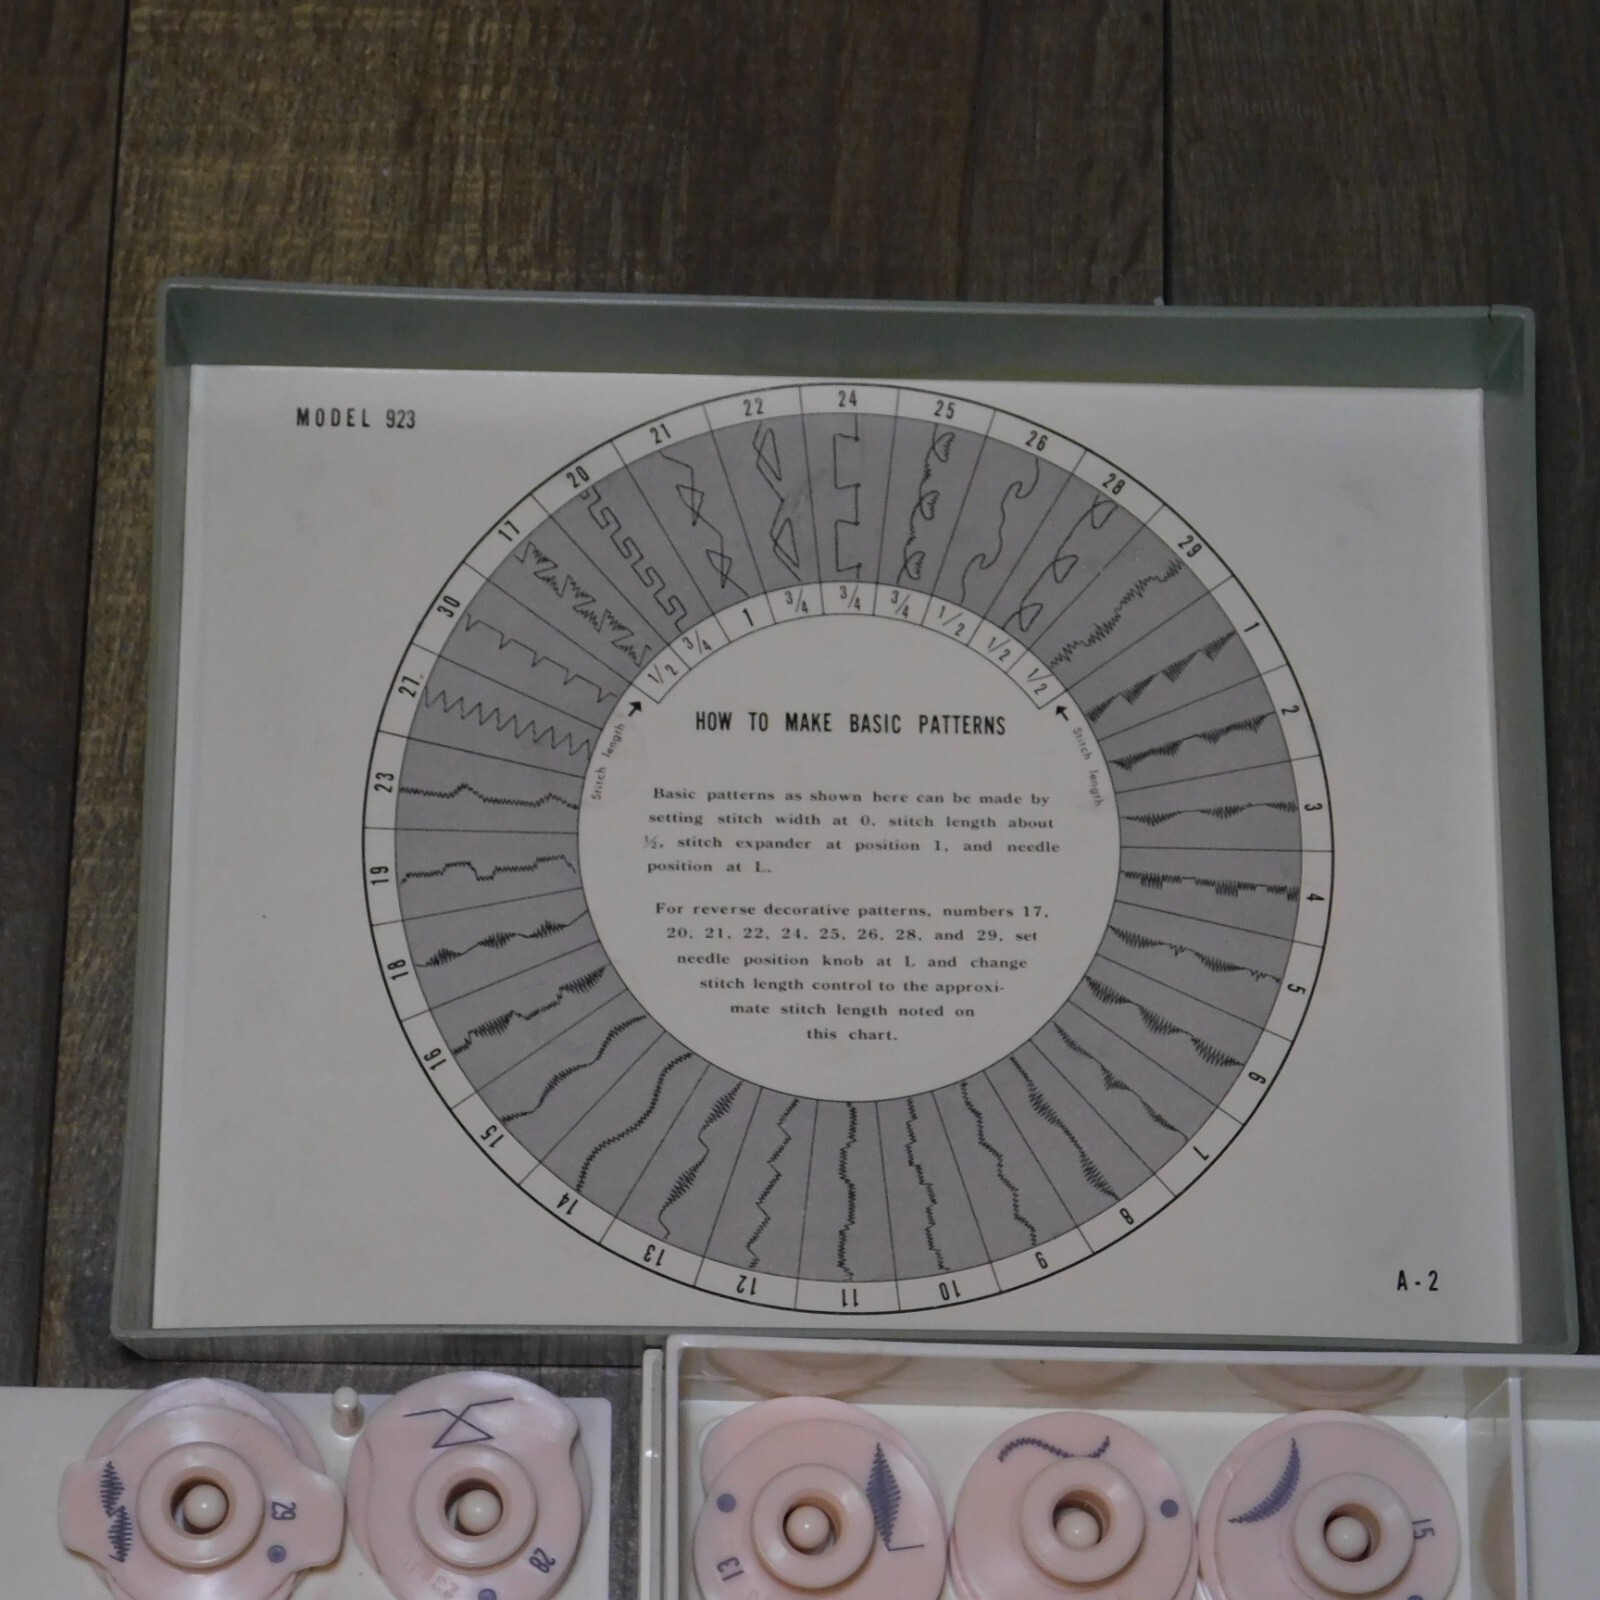 MODEL 923
22
24
25
21
26
20
28
17
29
30
1
27
2
23
3
19
4
18
5
16
6
15
7
14
8
13
9
12
11
10
1/2
3/4
1
3/4
3/4
3/4
1/2
1/2
1/2
Stitch length
Stitch length
HOW TO MAKE BASIC PATTERNS
Basic patterns as shown here can be made by
setting stitch width at 0. stitch length about
½, stitch expander at position 1, and needle
position at L.
For reverse decorative patterns, numbers 17,
20, 21, 22, 24, 25, 26, 28, and 29, set
needle position knob at L and change
stitch length control to the approxi-
mate stitch length noted on
this chart.
A-2
29
28
13
15